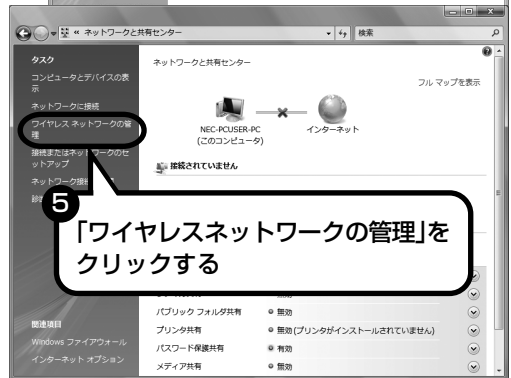 « ネットワークと共有センター
検索
タスク
コンピュータとデバイスの表
示
ネットワークに接続
ワイヤレス ネットワークの管
理
接続またはネットワークのセ
ットアップ
ネットワーク接続
ネットワークと共有センター
フル マップを表示
NEC-PCUSER-PC
(このコンピュータ)
インターネット
接続されていません
5
「ワイヤレスネットワークの管理」を
クリックする
パブリック フォルダ共有 無効
プリンタ共有 無効(プリンタがインストールされていません)
パスワード保護共有 有効
メディア共有 無効
関連項目
Windows ファイアウォール
インターネット オプション